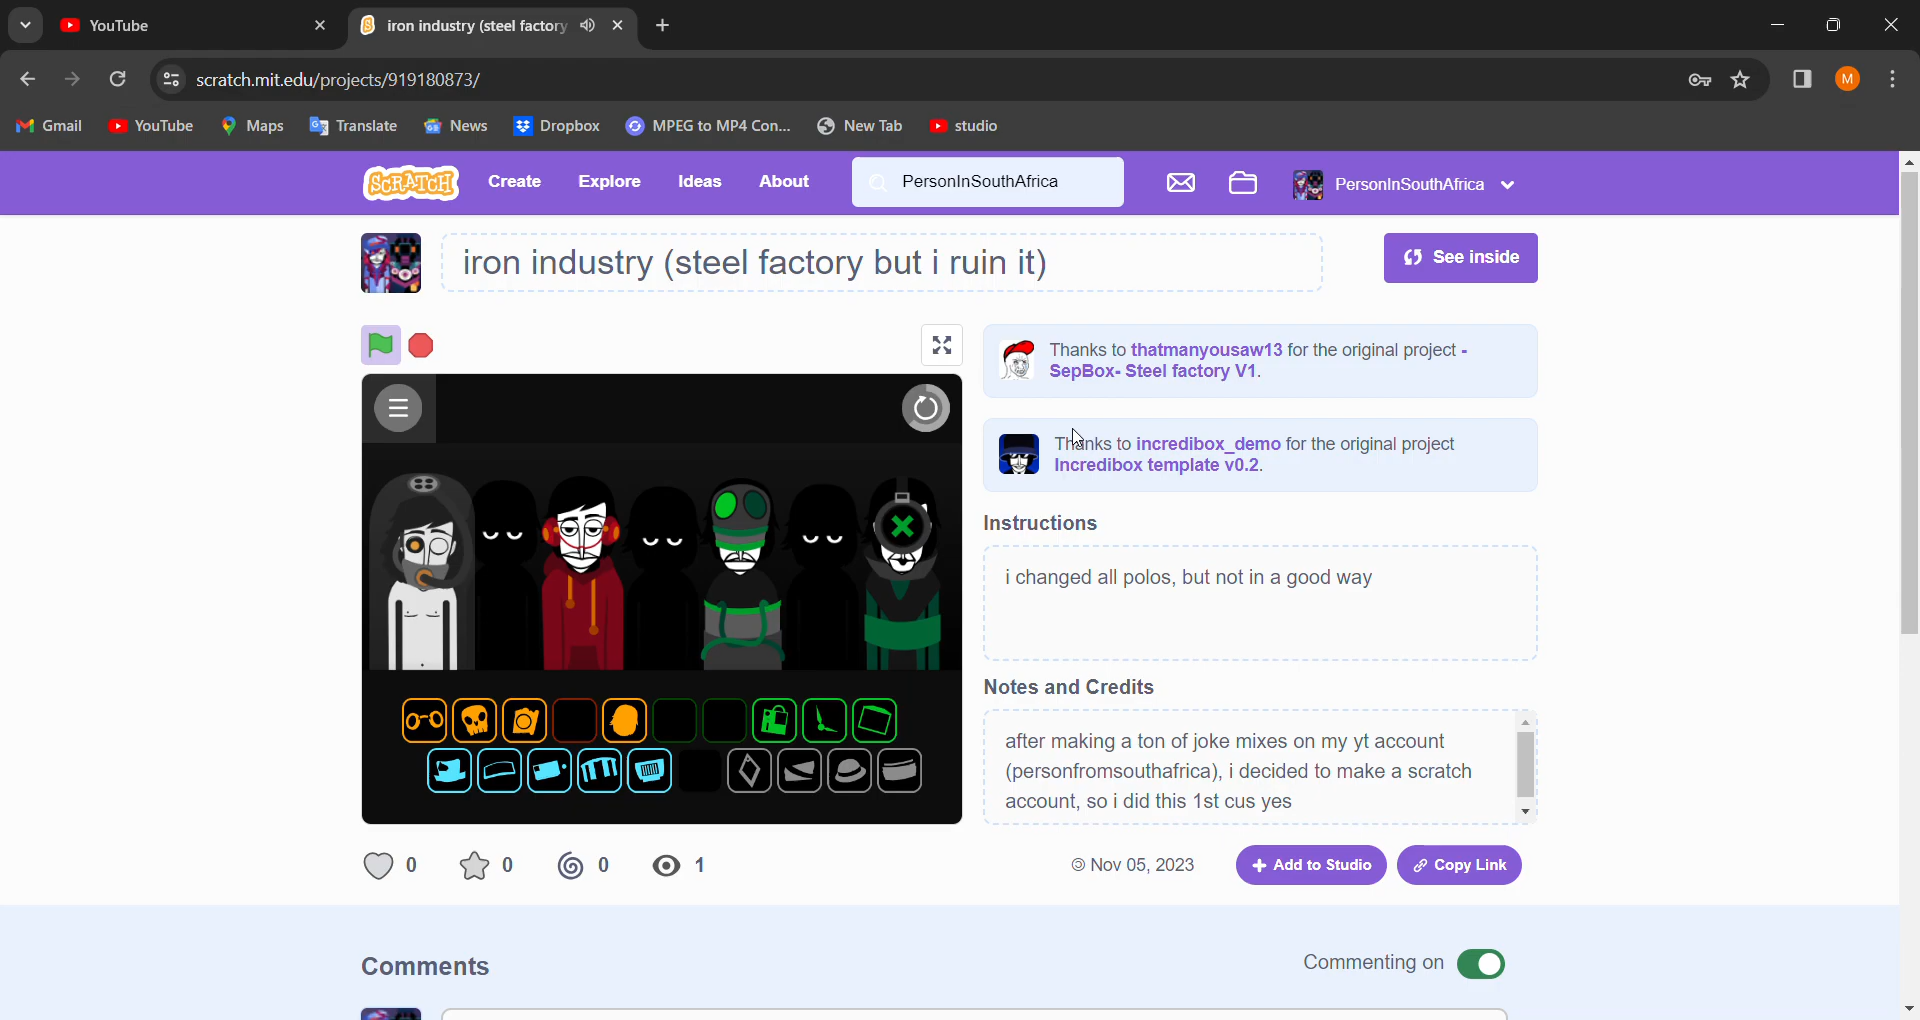 YouTube
iron industry (steel factory
scratch.mit.edu/projects/919180873/
M
Gmail
YouTube
Maps
Translate
News
Dropbox
MPEG to MP4 Con...
New Tab
studio
SCRATCH
Create
Explore
Ideas
About
PersonInSouthAfrica
PersonInSouthAfrica
iron industry (steel factory but i ruin it)
See inside
Thanks to thatmanyousaw13 for the original project -
SepBox- Steel factory V1.
Thanks to incredibox_demo for the original project
Incredibox template v0.2.
Instructions
i changed all polos, but not in a good way
Notes and Credits
after making a ton of joke mixes on my yt account
(personfromsouthafrica), i decided to make a scratch
account, so i did this 1st cus yes
0
0
0
1
© Nov 05, 2023
Add to Studio
Copy Link
Comments
Commenting on